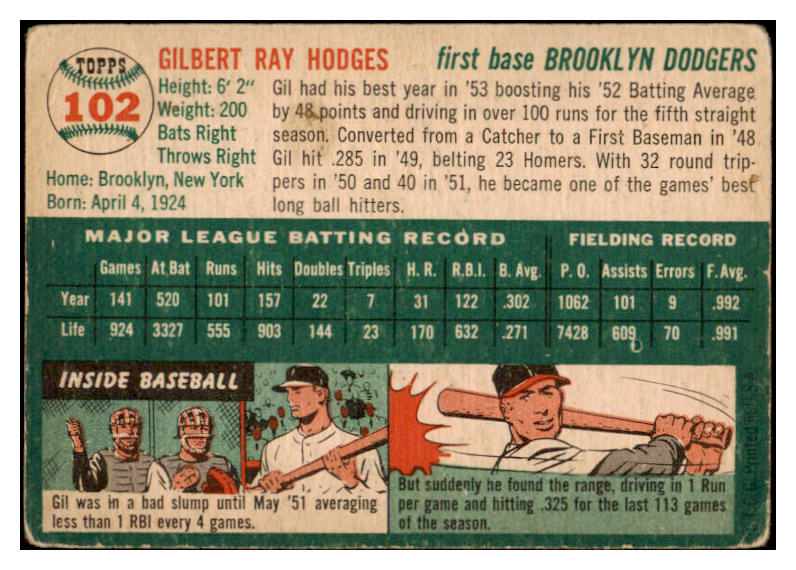 TOPPS
102
GILBERT RAY HODGES
first base BROOKLYN DODGERS
Height: 6' 2"
Weight: 200
Bats Right
Throws Right
Home: Brooklyn, New York
Born: April 4, 1924
Gil had his best year in '53 boosting his '52 Batting Average
by 48 points and driving in over 100 runs for the fifth straight
season. Converted from a Catcher to a First Baseman in '48
Gil hit .285 in '49, belting 23 Homers. With 32 round trip-
pers in '50 and 40 in '51, he became one of the games' best
long ball hitters.
MAJOR LEAGUE BATTING RECORD FIELDING RECORD
Games At Bat Runs Hits Doubles Triples H. R. R.B.I. B. Avg. P. O. Assists Errors F. Avg.
Year 141 520 101 157 22 7 31 122 .302 1062 101 9 .992
Life 924 3327 555 903 144 23 170 632 .271 7428 609 70 .991
INSIDE BASEBALL
Gil was in a bad slump until May '51 averaging
less than 1 RBI every 4 games.
But suddenly he found the range, driving in 1 Run
per game and hitting .325 for the last 113 games
of the season.
T. C. G. Printed in U.S.A.